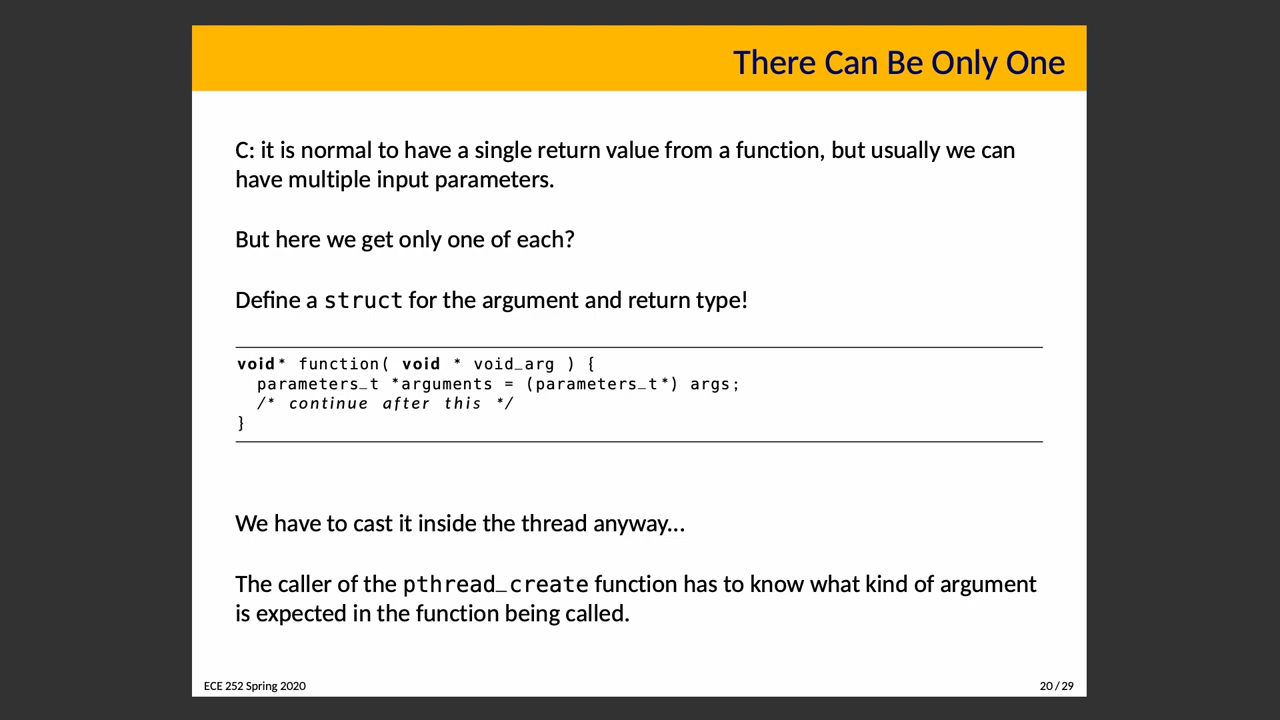 There Can Be Only One
C: it is normal to have a single return value from a function, but usually we can
have multiple input parameters.
But here we get only one of each?
Define a struct for the argument and return type!
void* function( void * void_arg ) {
  parameters_t *arguments = (parameters_t*) args;
  /* continue after this */
}
We have to cast it inside the thread anyway...
The caller of the pthread_create function has to know what kind of argument
is expected in the function being called.
ECE 252 Spring 2020
20 / 29